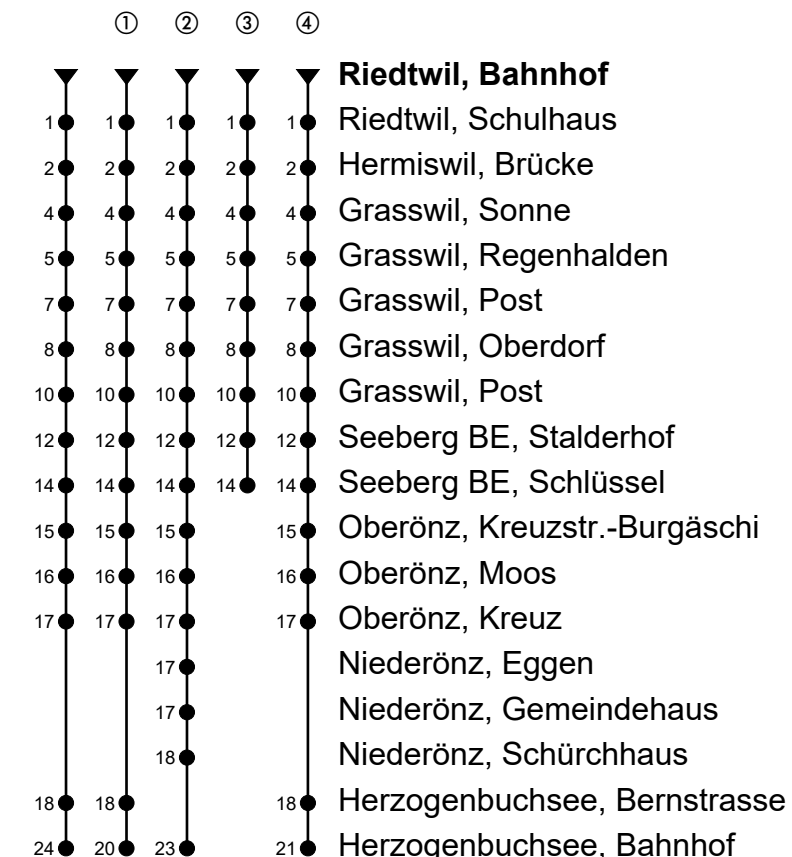 ① ② ③ ④
Riedtwil, Bahnhof
1 1 1 1 1 Riedtwil, Schulhaus
2 2 2 2 2 Hermiswil, Brücke
4 4 4 4 4 Grasswil, Sonne
5 5 5 5 5 Grasswil, Regenhalden
7 7 7 7 7 Grasswil, Post
8 8 8 8 8 Grasswil, Oberdorf
10 10 10 10 10 Grasswil, Post
12 12 12 12 12 Seeberg BE, Stalderhof
14 14 14 14 14 Seeberg BE, Schlüssel
15 15 15 15 Oberönz, Kreuzstr.-Burgäschi
16 16 16 16 Oberönz, Moos
17 17 17 17 Oberönz, Kreuz
17 Niederönz, Eggen
17 Niederönz, Gemeindehaus
18 Niederönz, Schürchhaus
18 18 18 Herzogenbuchsee, Bernstrasse
24 20 23 21 Herzogenbuchsee, Bahnhof